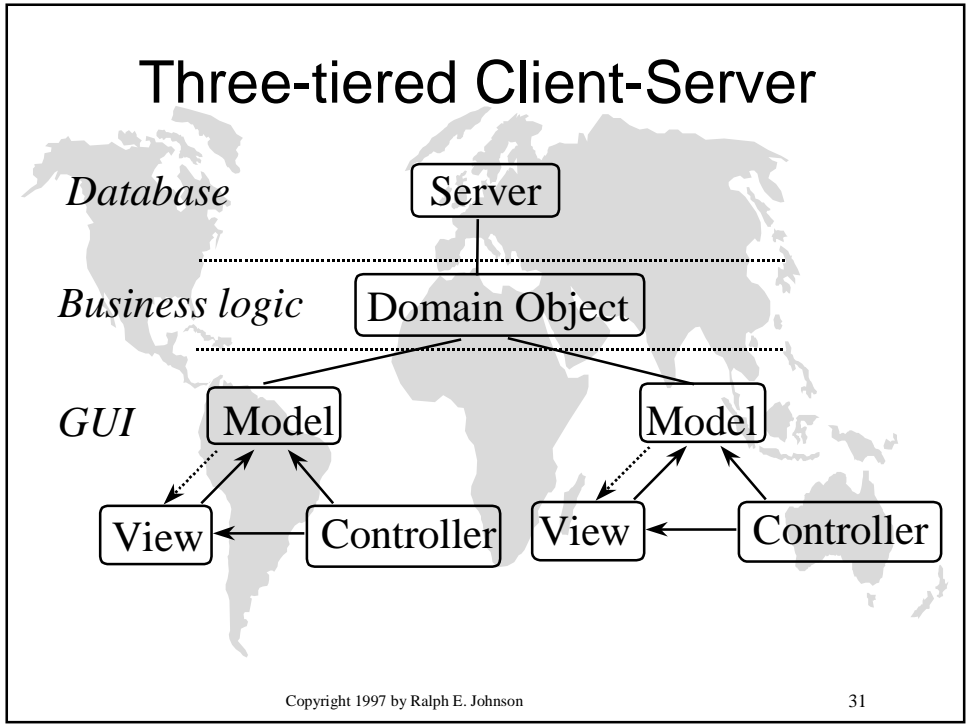 Three-tiered Client-Server
Database
Server
Business logic
Domain Object
GUI
Model
Model
View
Controller
View
Controller
Copyright 1997 by Ralph E. Johnson
31